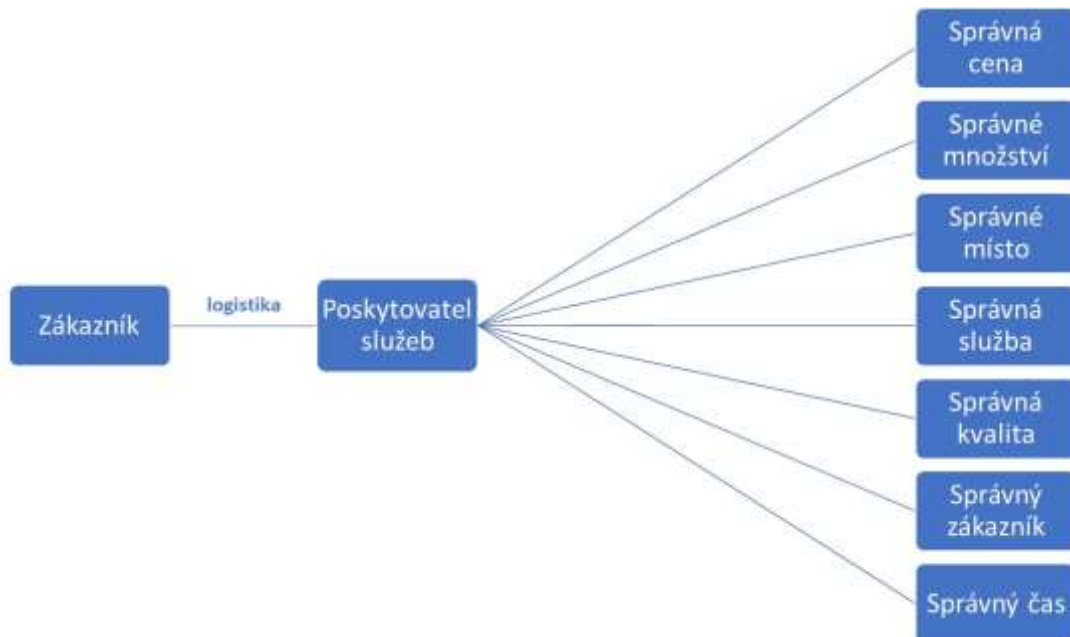 Zákazník
logistika
Poskytovatel
služeb
Správná
cena
Správné
množství
Správné
místo
Správná
služba
Správná
kvalita
Správný
zákazník
Správný čas